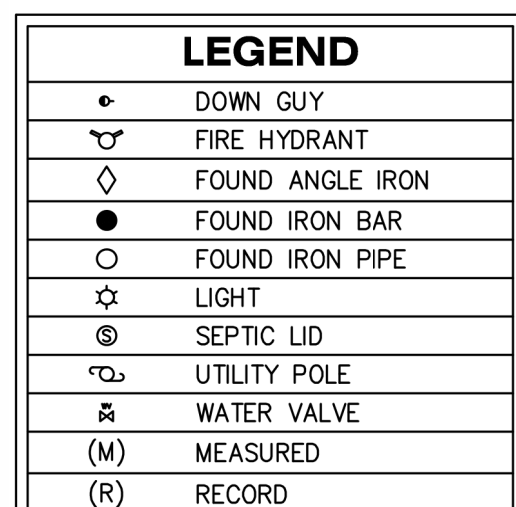 LEGEND
DOWN GUY
FIRE HYDRANT
FOUND ANGLE IRON
FOUND IRON BAR
FOUND IRON PIPE
LIGHT
Ⓢ SEPTIC LID
UTILITY POLE
WV WATER VALVE
(M) MEASURED
(R) RECORD